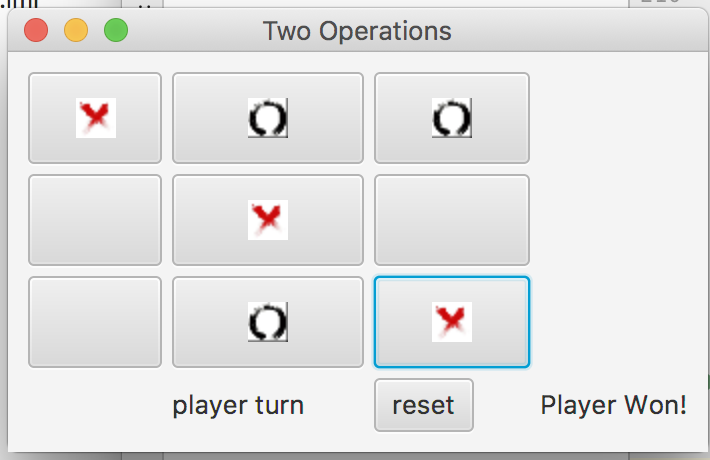 Two Operations
player turn
reset
Player Won!